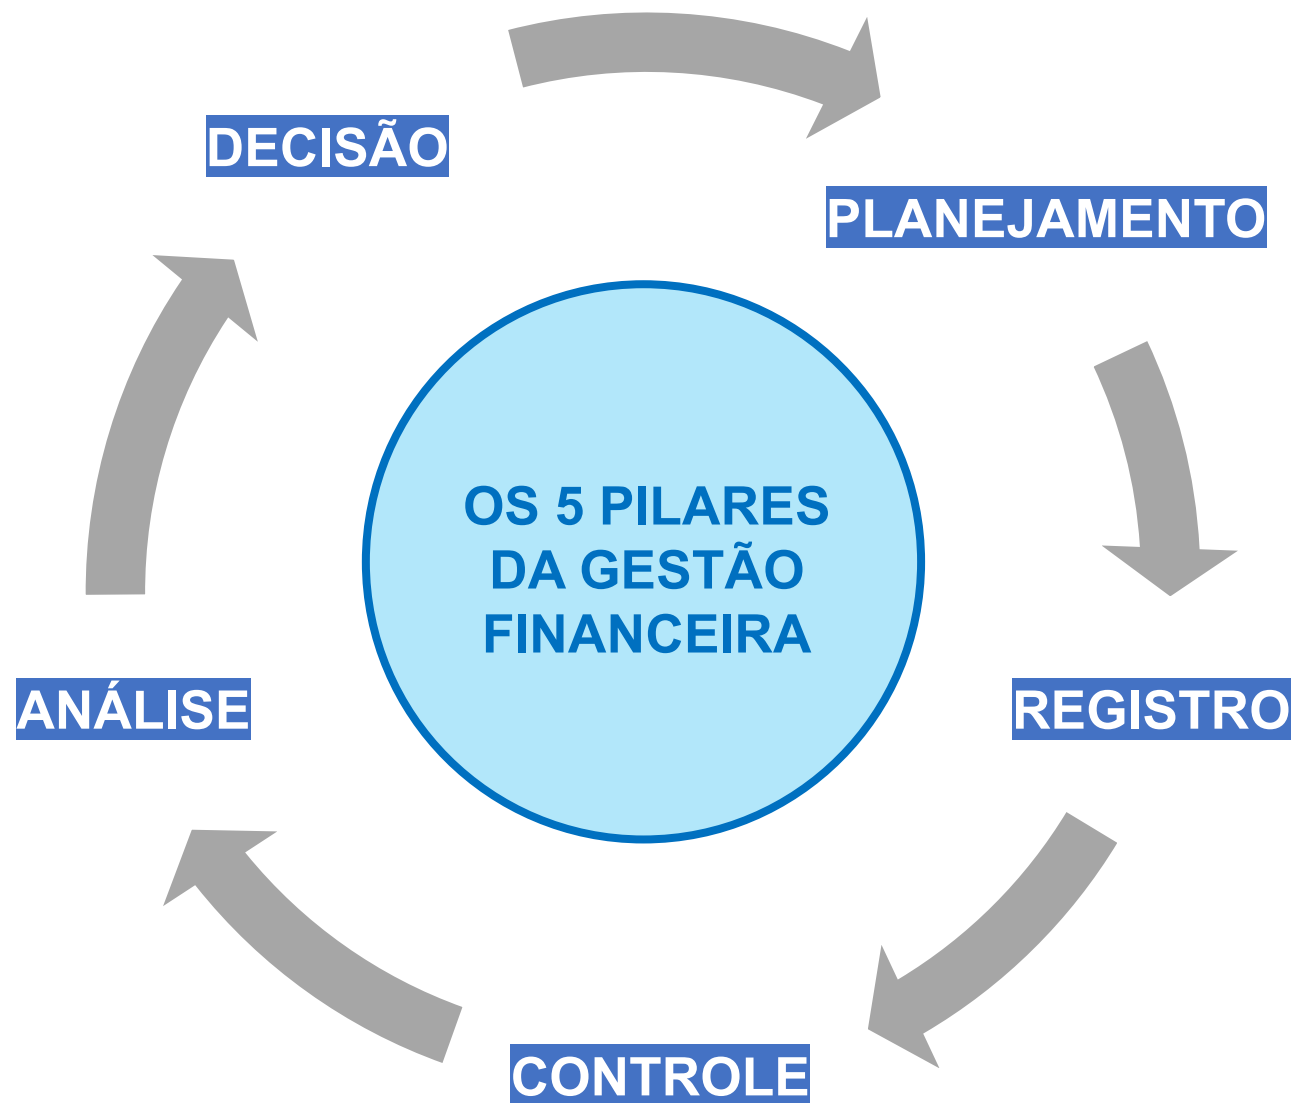 DECISÃO
PLANEJAMENTO
OS 5 PILARES
DA GESTÃO
FINANCEIRA
ANÁLISE
REGISTRO
CONTROLE